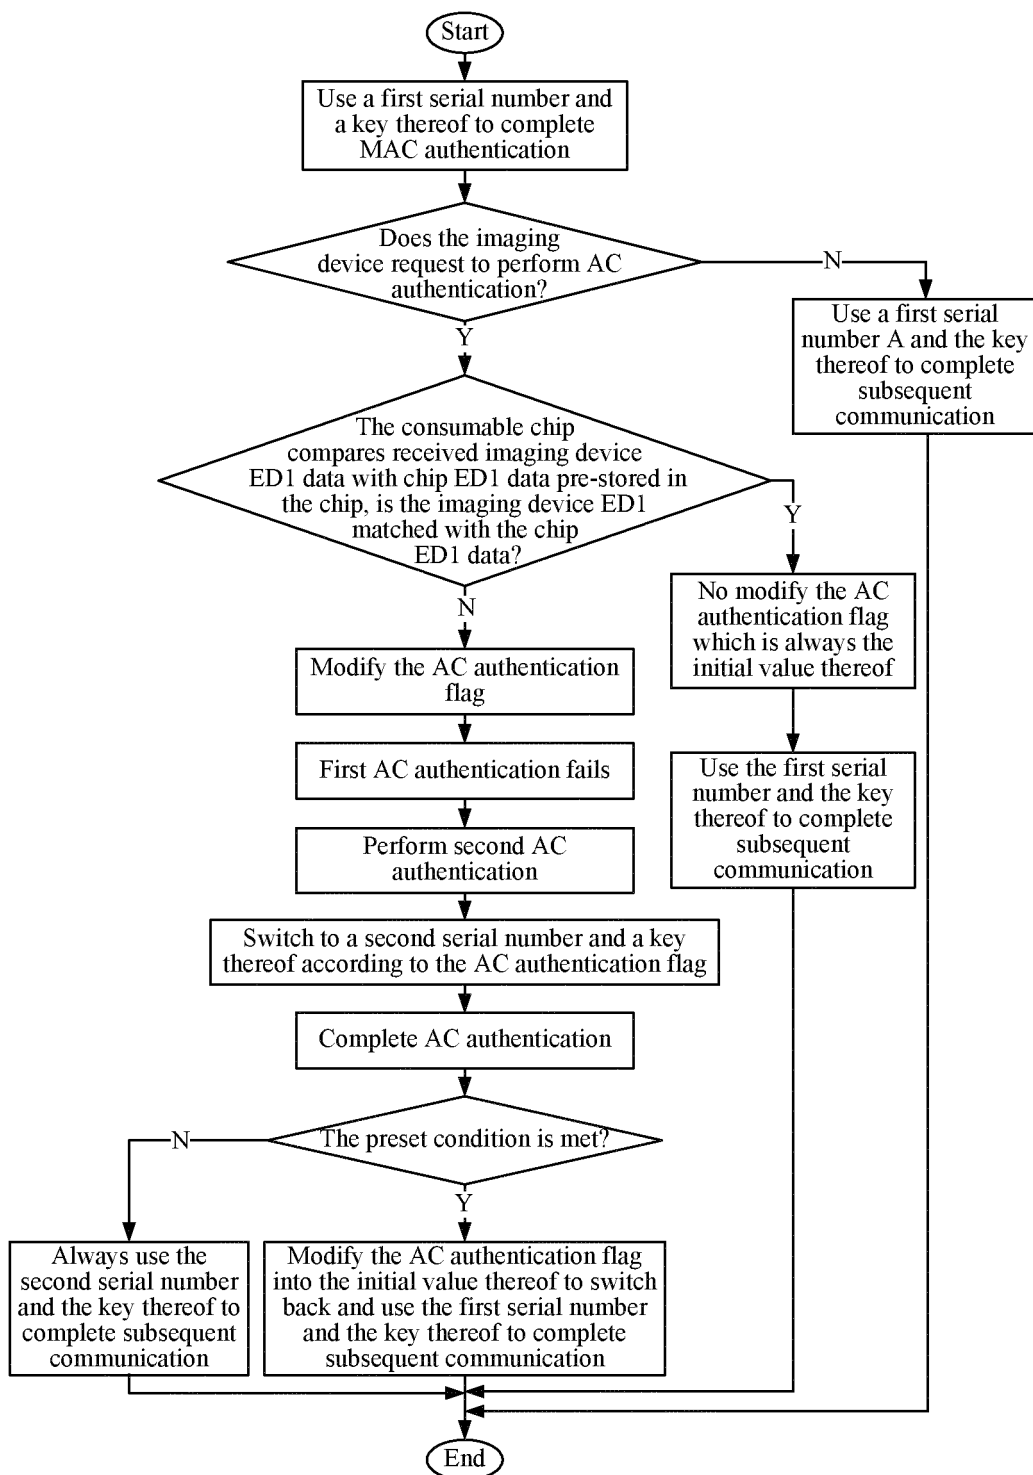 Start
Use a first serial number and
a key thereof to complete
MAC authentication
Does the imaging
device request to perform AC
authentication?
N
Use a first serial
number A and the key
thereof to complete
subsequent
communication
Y
The consumable chip
compares received imaging device
ED1 data with chip ED1 data pre-stored in
the chip, is the imaging device ED1
matched with the chip
ED1 data?
Y
No modify the AC
authentication flag
which is always the
initial value thereof
Use the first serial
number and the key
thereof to complete
subsequent
communication
N
Modify the AC authentication
flag
First AC authentication fails
Perform second AC
authentication
Switch to a second serial number and a key
thereof according to the AC authentication flag
Complete AC authentication
The preset condition is met?
N
Always use the
second serial number
and the key thereof to
complete subsequent
communication
Y
Modify the AC authentication flag
into the initial value thereof to switch
back and use the first serial number
and the key thereof to complete
subsequent communication
End